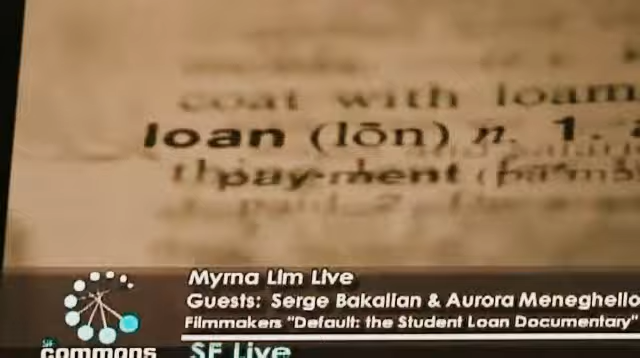 coat with loam
loan (lōn) n. 1.
payment
Myrna Lim Live
Guests: Serge Bakalian & Aurora Meneghello
Filmmakers "Default: the Student Loan Documentary"
SF
commons
SF Live